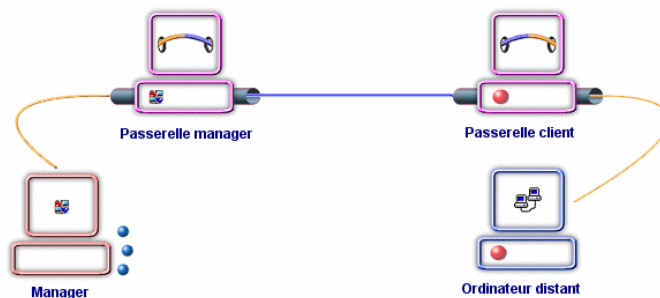 Passerelle manager
Passerelle client
Manager
Ordinateur distant